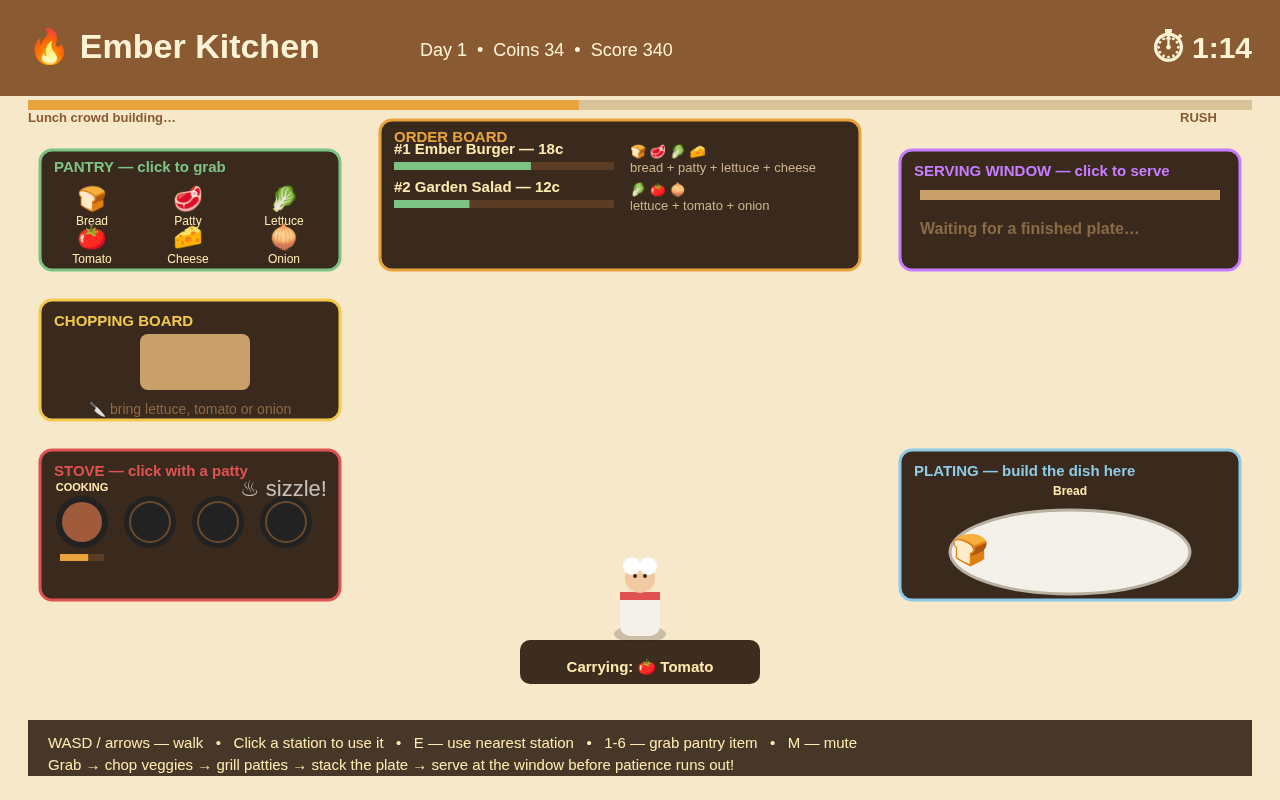 Ember Kitchen
Day 1 • Coins 34 • Score 340
1:14
Lunch crowd building…
RUSH
PANTRY — click to grab
Bread Patty Lettuce
Tomato Cheese Onion
ORDER BOARD
#1 Ember Burger — 18c
bread + patty + lettuce + cheese
#2 Garden Salad — 12c
lettuce + tomato + onion
SERVING WINDOW — click to serve
Waiting for a finished plate…
CHOPPING BOARD
bring lettuce, tomato or onion
STOVE — click with a patty
COOKING
sizzle!
PLATING — build the dish here
Bread
Carrying: Tomato
WASD / arrows — walk • Click a station to use it • E — use nearest station • 1-6 — grab pantry item • M — mute
Grab → chop veggies → grill patties → stack the plate → serve at the window before patience runs out!